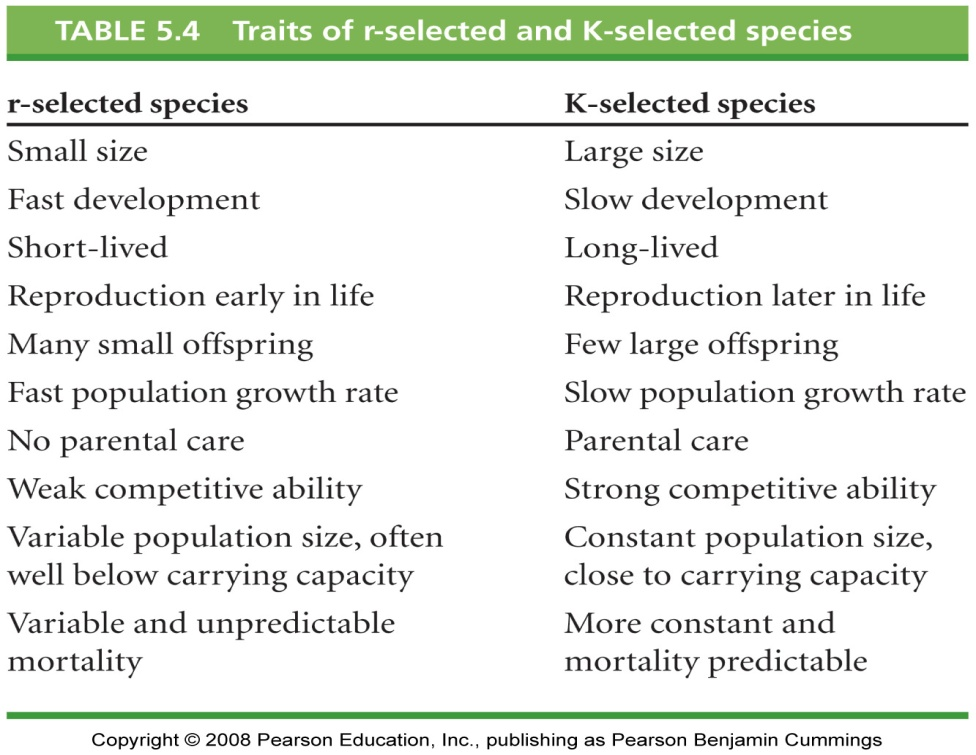 TABLE 5.4 Traits of r-selected and K-selected species
r-selected species K-selected species
Small size Large size
Fast development Slow development
Short-lived Long-lived
Reproduction early in life Reproduction later in life
Many small offspring Few large offspring
Fast population growth rate Slow population growth rate
No parental care Parental care
Weak competitive ability Strong competitive ability
Variable population size, often Constant population size,
well below carrying capacity close to carrying capacity
Variable and unpredictable More constant and
mortality mortality predictable
Copyright © 2008 Pearson Education, Inc., publishing as Pearson Benjamin Cummings